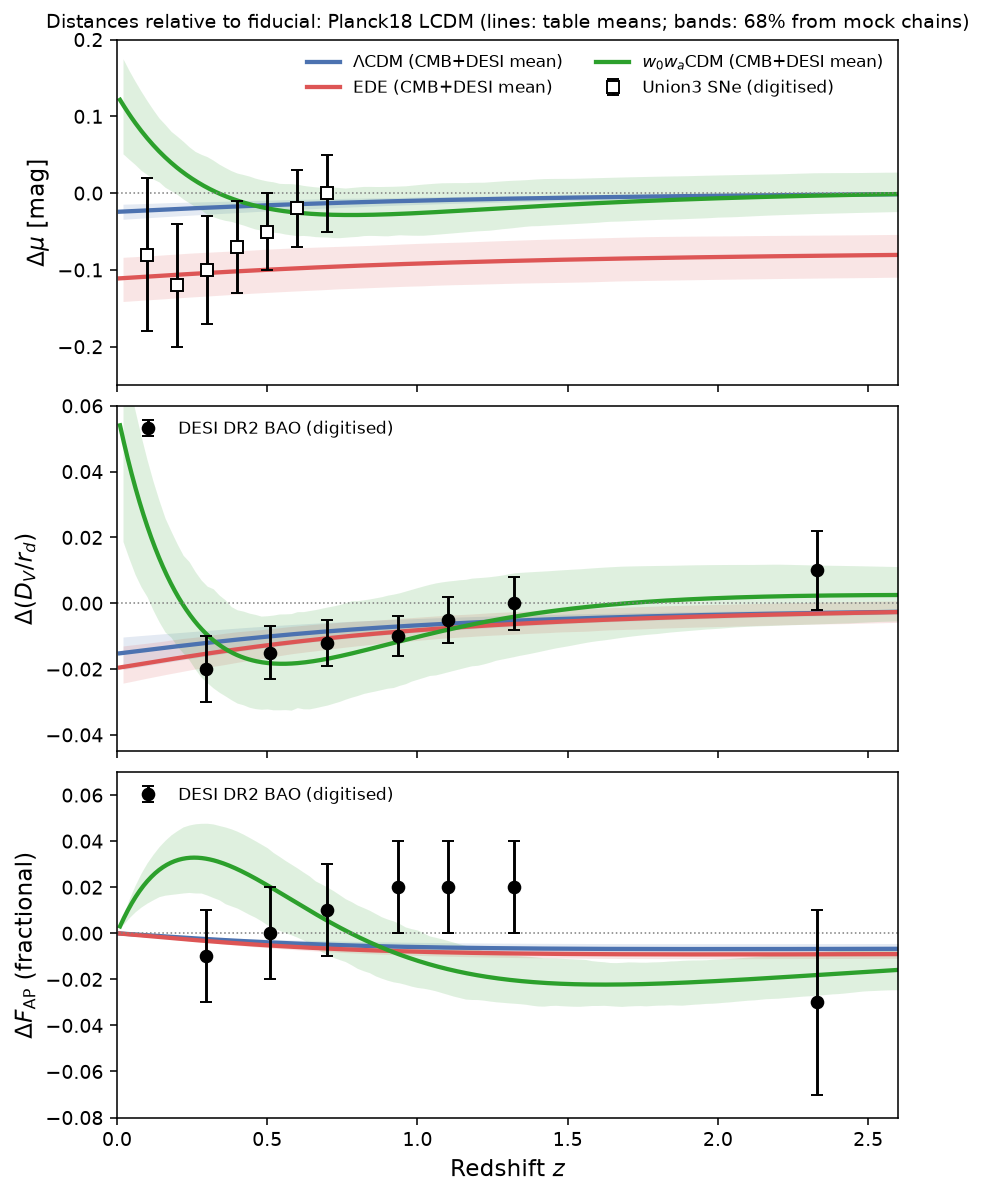 Distances relative to fiducial: Planck18 LCDM (lines: table means; bands: 68% from mock chains)
0.2
0.1
0.0
−0.1
−0.2
Δμ [mag]
ΛCDM (CMB+DESI mean)
EDE (CMB+DESI mean)
w₀wₐCDM (CMB+DESI mean)
Union3 SNe (digitised)
0.06
0.04
0.02
0.00
−0.02
−0.04
Δ(D_V/r_d)
DESI DR2 BAO (digitised)
0.06
0.04
0.02
0.00
−0.02
−0.04
−0.06
−0.08
ΔF_AP (fractional)
DESI DR2 BAO (digitised)
0.0 0.5 1.0 1.5 2.0 2.5
Redshift z